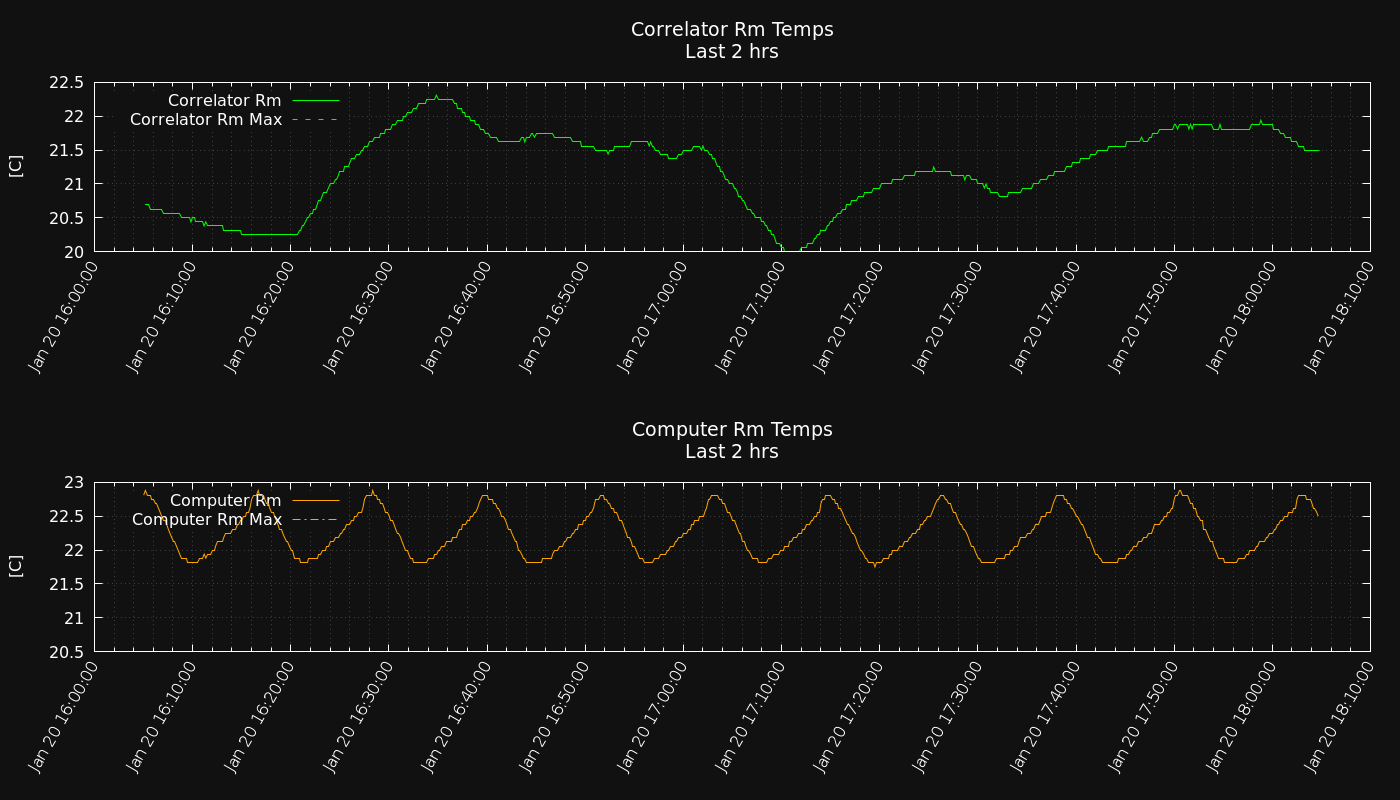 Correlator Rm Temps
Last 2 hrs
22.5
22
21.5
21
20.5
20
[C]
Correlator Rm
Correlator Rm Max
Jan 20 16:00:00
Jan 20 16:10:00
Jan 20 16:20:00
Jan 20 16:30:00
Jan 20 16:40:00
Jan 20 16:50:00
Jan 20 17:00:00
Jan 20 17:10:00
Jan 20 17:20:00
Jan 20 17:30:00
Jan 20 17:40:00
Jan 20 17:50:00
Jan 20 18:00:00
Jan 20 18:10:00
Computer Rm Temps
Last 2 hrs
23
22.5
22
21.5
21
20.5
[C]
Computer Rm
Computer Rm Max
Jan 20 16:00:00
Jan 20 16:10:00
Jan 20 16:20:00
Jan 20 16:30:00
Jan 20 16:40:00
Jan 20 16:50:00
Jan 20 17:00:00
Jan 20 17:10:00
Jan 20 17:20:00
Jan 20 17:30:00
Jan 20 17:40:00
Jan 20 17:50:00
Jan 20 18:00:00
Jan 20 18:10:00